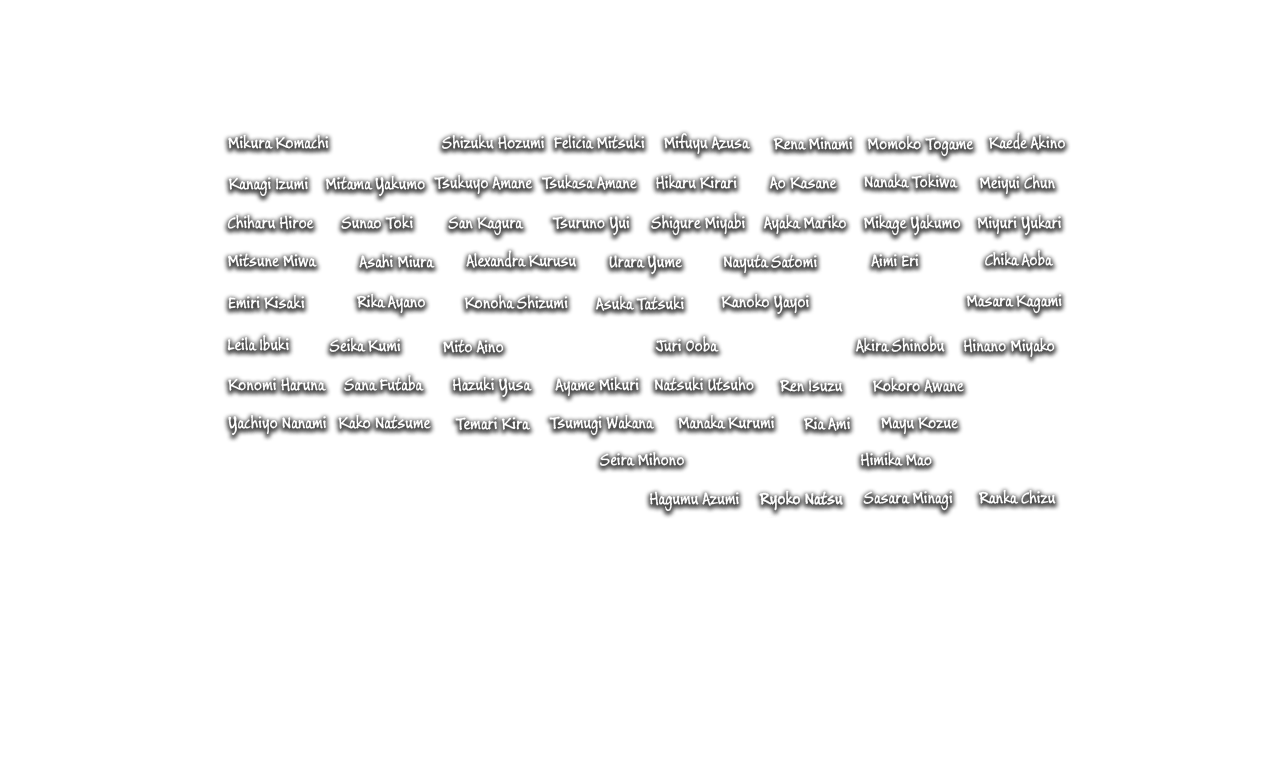 Mikura Komachi Shizuku Hozumi Felicia Mitsuki Mifuyu Azusa Rena Minami Momoko Togame Kaede Akino
Kanagi Izumi Mitama Yakumo Tsukuyo Amane Tsukasa Amane Hikaru Kirari Ao Kasane Nanaka Tokiwa Meiyui Chun
Chiharu Hiroe Sunao Toki San Kagura Tsuruno Yui Shigure Miyabi Ayaka Mariko Mikage Yakumo Miyuri Yukari
Mitsune Miwa Asahi Miura Alexandra Kurusu Urara Yume Nayuta Satomi Aimi Eri Chika Aoba
Emiri Kisaki Rika Ayano Konoha Shizumi Asuka Tatsuki Kanoko Yayoi Masara Kagami
Leila Ibuki Seika Kumi Mito Aino Juri Ooba Akira Shinobu Hinano Miyako
Konomi Haruna Sana Futaba Hazuki Yusa Ayame Mikuri Natsuki Utsuho Ren Isuzu Kokoro Awane
Yachiyo Nanami Kako Natsume Temari Kira Tsumugi Wakana Manaka Kurumi Ria Ami Mayu Kozue
Seira Mihono Himika Mao
Hagumu Azumi Ryoko Natsu Sasara Minagi Ranka Chizu